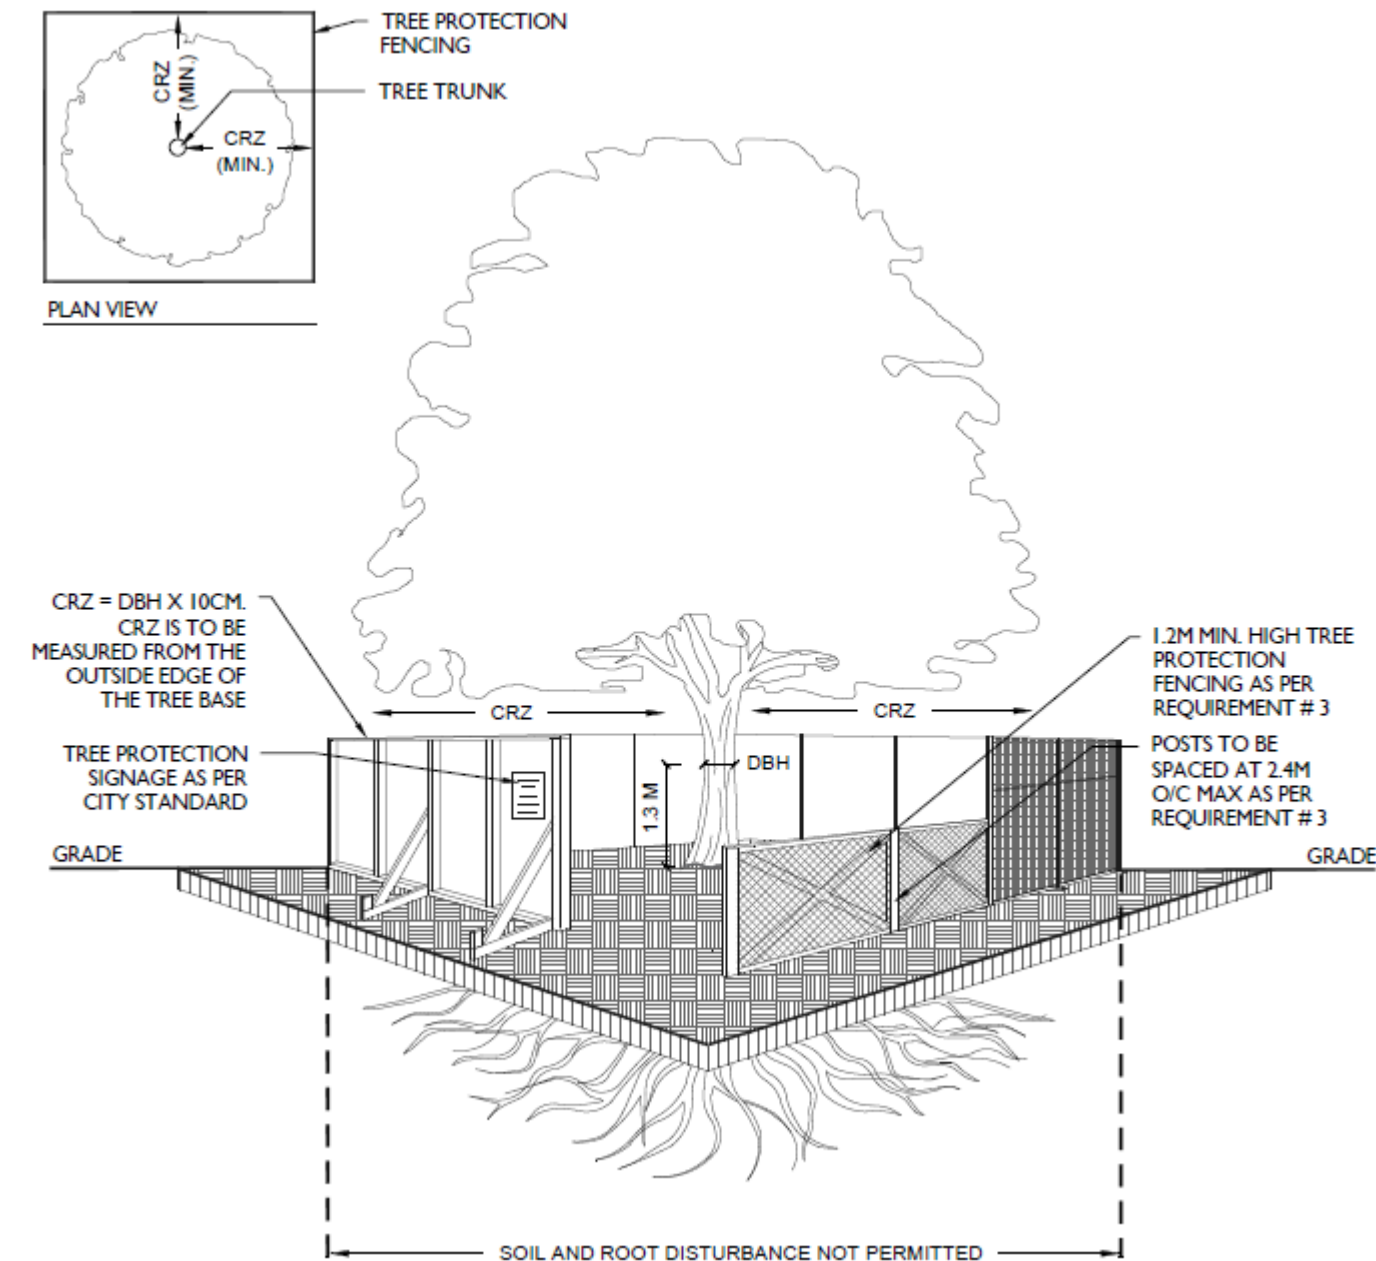 TREE PROTECTION
FENCING
CRZ
(MIN.)
TREE TRUNK
CRZ
(MIN.)
PLAN VIEW
CRZ = DBH X 10CM.
CRZ IS TO BE
MEASURED FROM THE
OUTSIDE EDGE OF
THE TREE BASE
1.2M MIN. HIGH TREE
PROTECTION
FENCING AS PER
REQUIREMENT # 3
CRZ
CRZ
TREE PROTECTION
SIGNAGE AS PER
CITY STANDARD
DBH
1.3 M
POSTS TO BE
SPACED AT 2.4M
O/C MAX AS PER
REQUIREMENT # 3
GRADE
GRADE
SOIL AND ROOT DISTURBANCE NOT PERMITTED